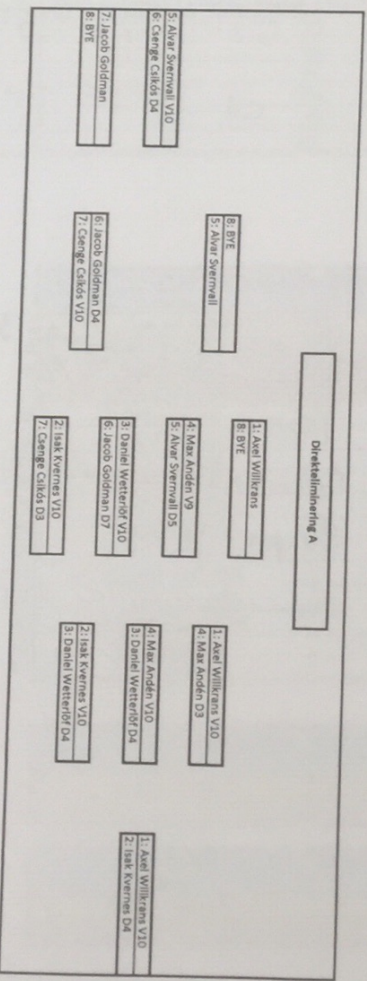 Direkteliminering A
5: Alvar Svernvall V10
6: Csenge Csikós D4
7: Jacob Goldman
8: BYE
8: BYE
5: Alvar Svernvall
6: Jacob Goldman D4
7: Csenge Csikós V10
1: Axel Willkrans
8: BYE
4: Max Andén V9
5: Alvar Svernvall D5
3: Daniel Wetterlöf V10
6: Jacob Goldman D7
2: Isak Kvernes V10
7: Csenge Csikós D3
1: Axel Willkrans V10
4: Max Andén D3
4: Max Andén V10
3: Daniel Wetterlöf D4
2: Isak Kvernes V10
3: Daniel Wetterlöf D4
1: Axel Willkrans V10
2: Isak Kvernes D4